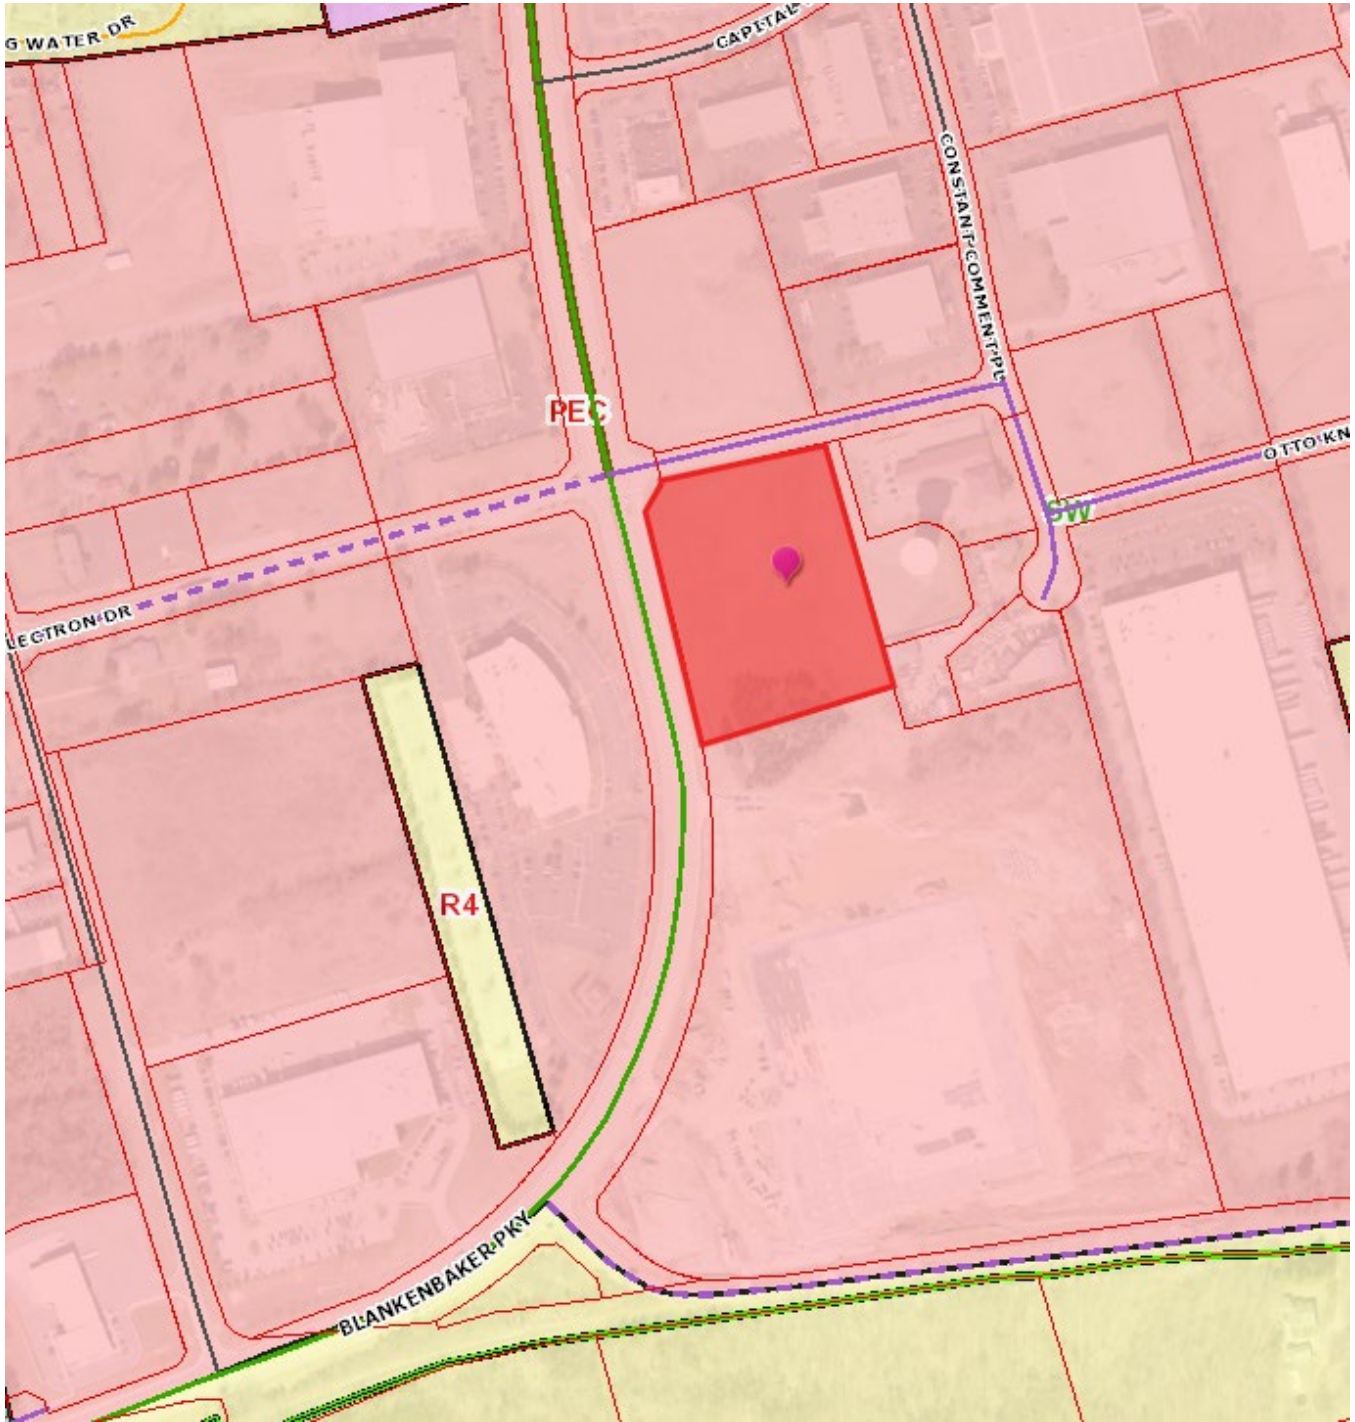 G WATER DR
CAPITAL
CONSTANT COMMENT PL
PEC
OTTO KN
SW
LECTRON DR
R4
BLANKENBAKER PKY